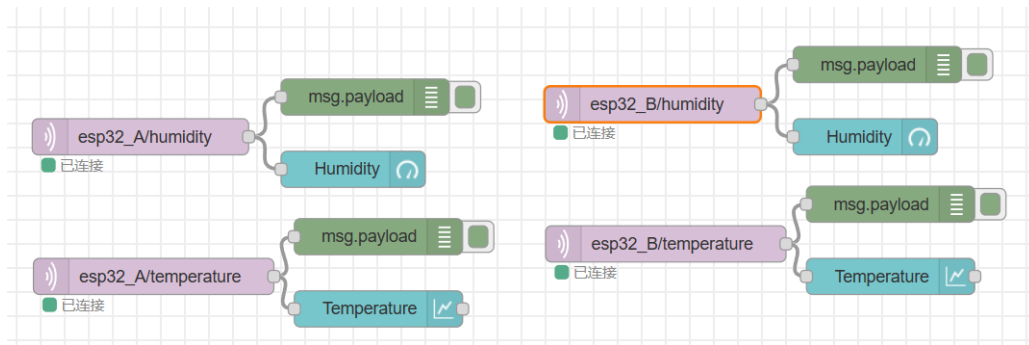 msg.payload
esp32_A/humidity
已连接
Humidity
msg.payload
esp32_A/temperature
已连接
Temperature
msg.payload
esp32_B/humidity
已连接
Humidity
msg.payload
esp32_B/temperature
已连接
Temperature